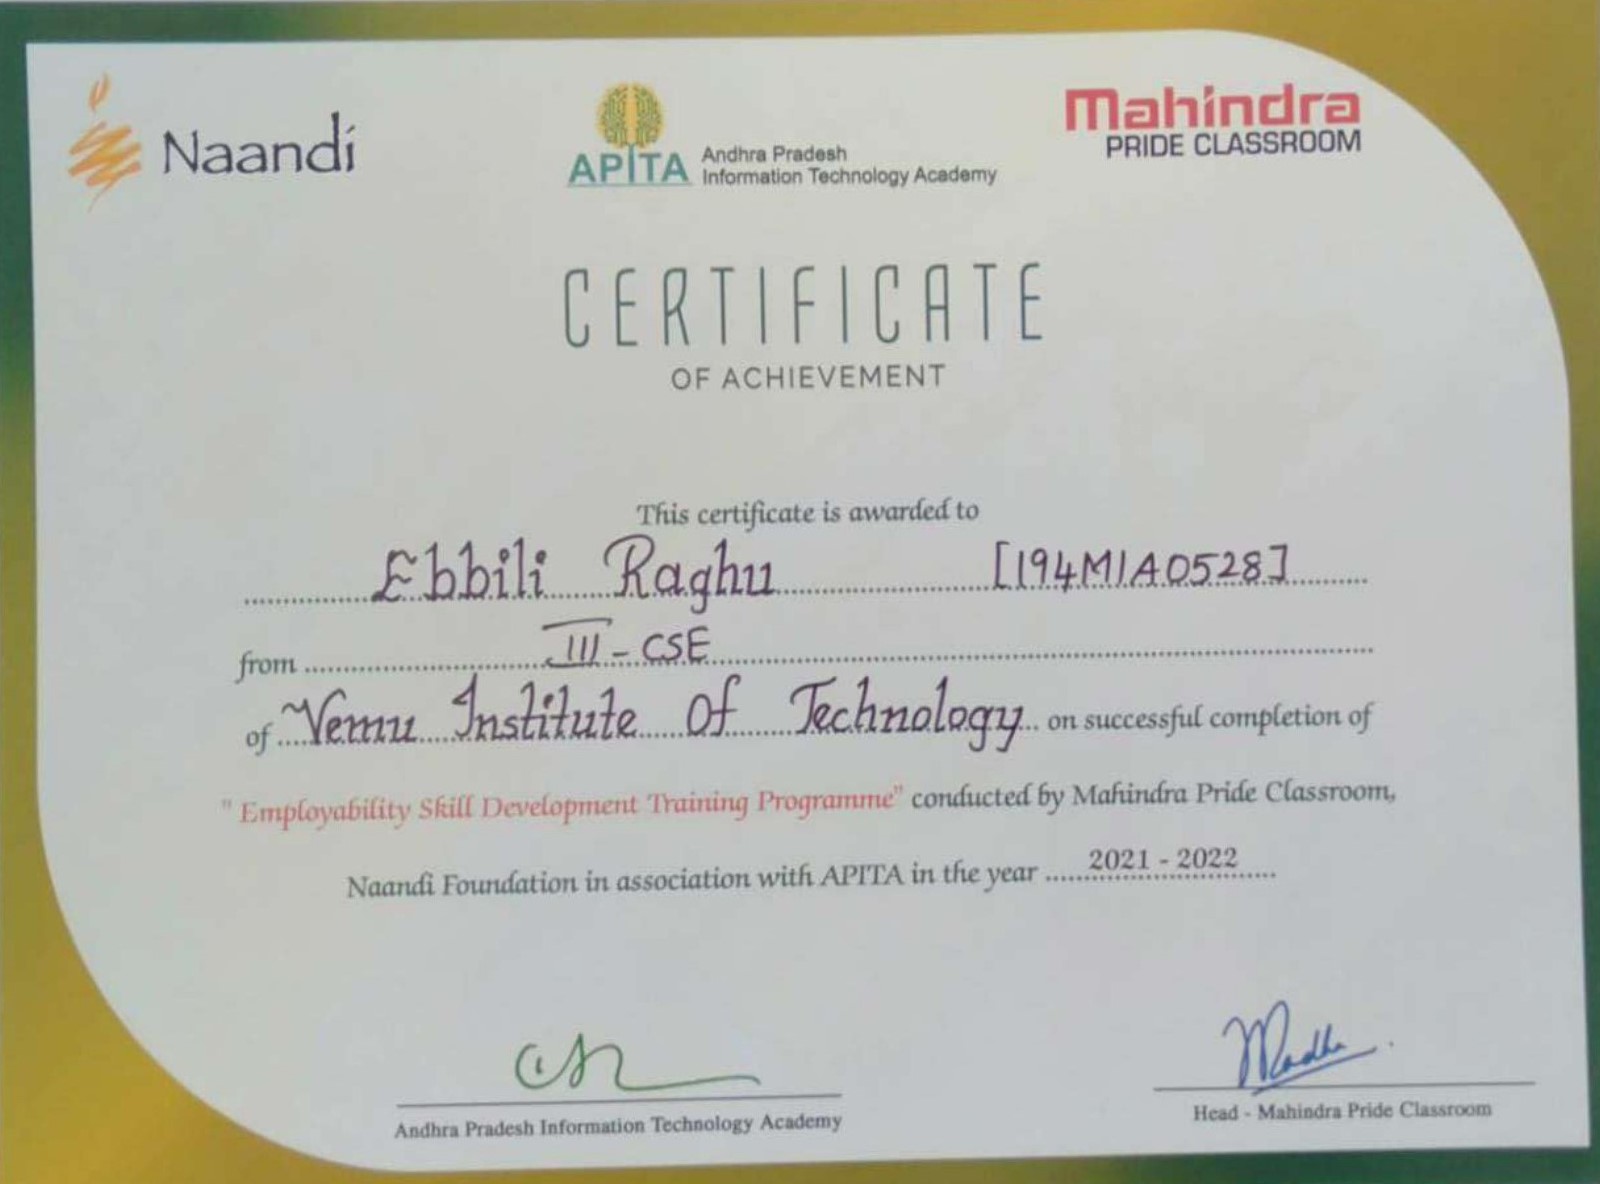 Naandi
APITA Andhra Pradesh
Information Technology Academy
Mahindra
PRIDE CLASSROOM
CERTIFICATE
OF ACHIEVEMENT
This certificate is awarded to
Ebbili Raghu [194M1A0528]
from III - CSE
of Vemu Institute Of Technology on successful completion of
" Employability Skill Development Training Programme" conducted by Mahindra Pride Classroom,
Naandi Foundation in association with APITA in the year 2021 - 2022
Andhra Pradesh Information Technology Academy
Madha
Head - Mahindra Pride Classroom